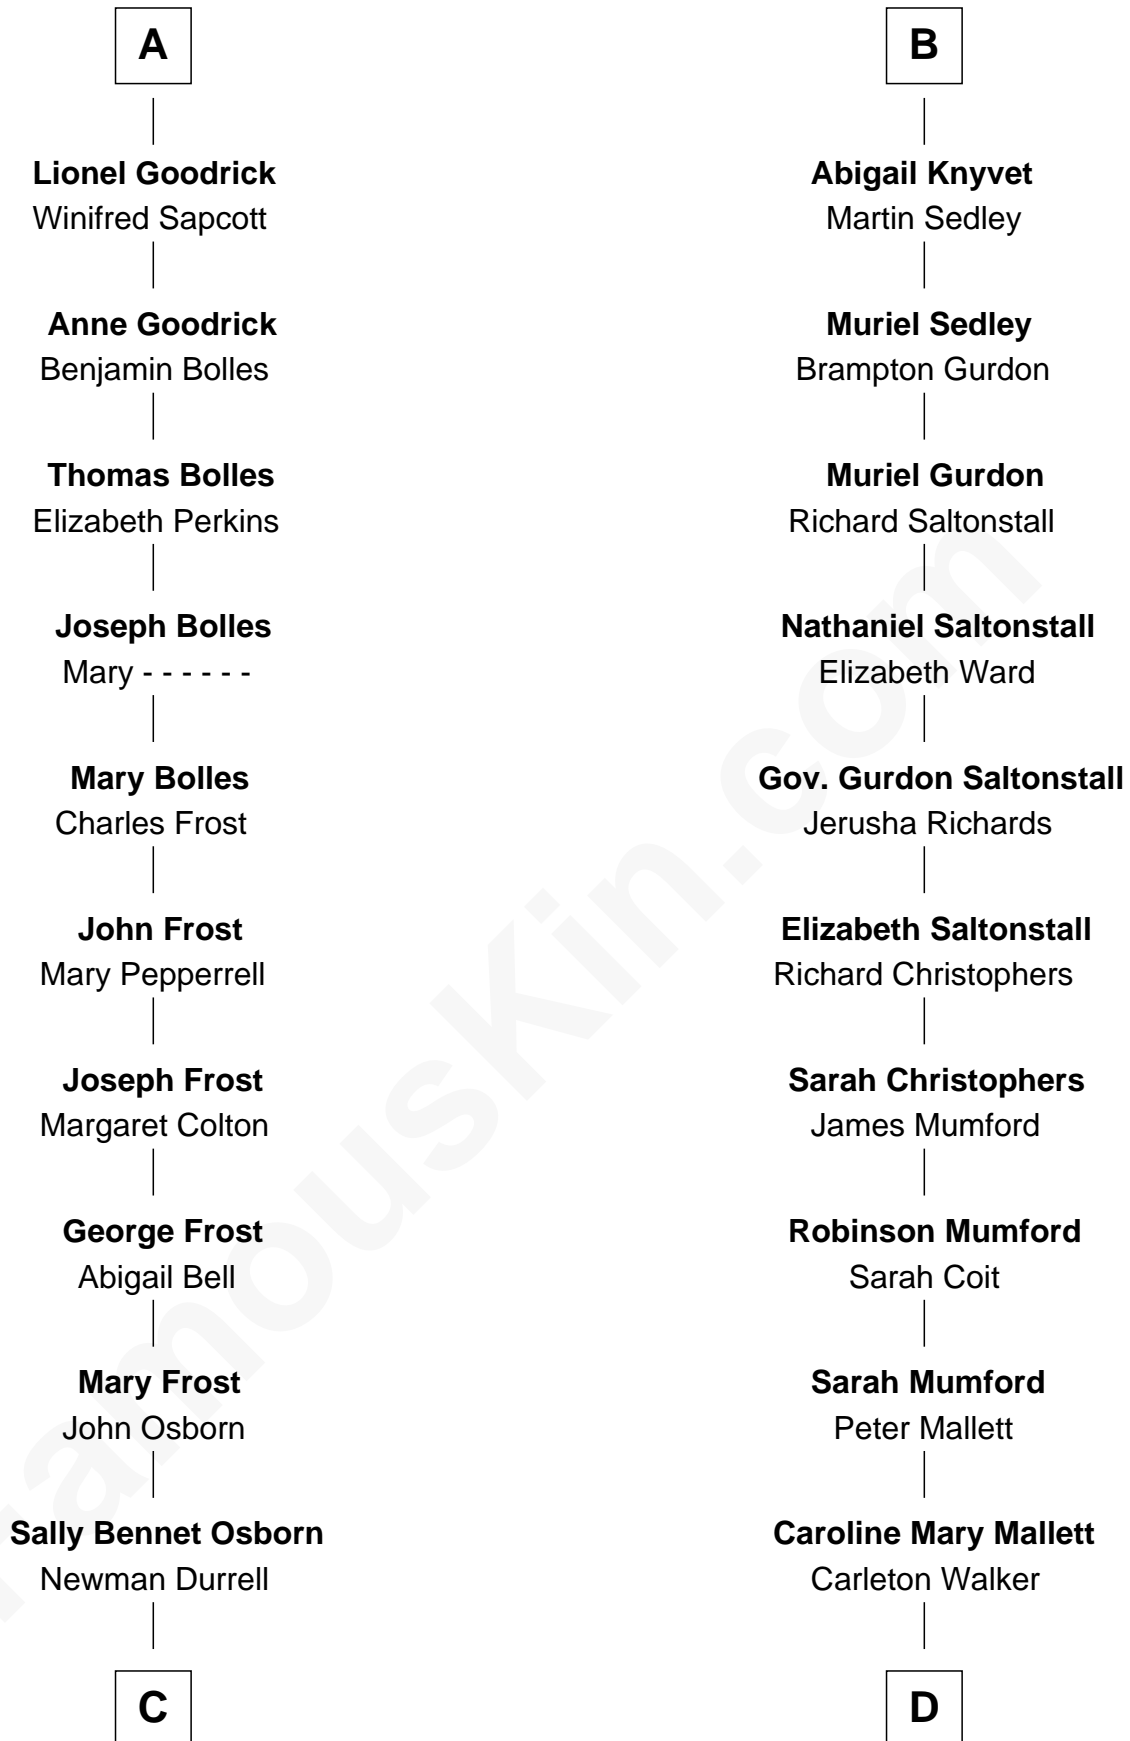 A
Lionel Goodrick
Winifred Sapcott
Anne Goodrick
Benjamin Bolles
Thomas Bolles
Elizabeth Perkins
Joseph Bolles
Mary - - - - - -
Mary Bolles
Charles Frost
John Frost
Mary Pepperrell
Joseph Frost
Margaret Colton
George Frost
Abigail Bell
Mary Frost
John Osborn
Sally Bennet Osborn
Newman Durrell
C
B
Abigail Knyvet
Martin Sedley
Muriel Sedley
Brampton Gurdon
Muriel Gurdon
Richard Saltonstall
Nathaniel Saltonstall
Elizabeth Ward
Gov. Gurdon Saltonstall
Jerusha Richards
Elizabeth Saltonstall
Richard Christophers
Sarah Christophers
James Mumford
Robinson Mumford
Sarah Coit
Sarah Mumford
Peter Mallett
Caroline Mary Mallett
Carleton Walker
D
FamousKin.com